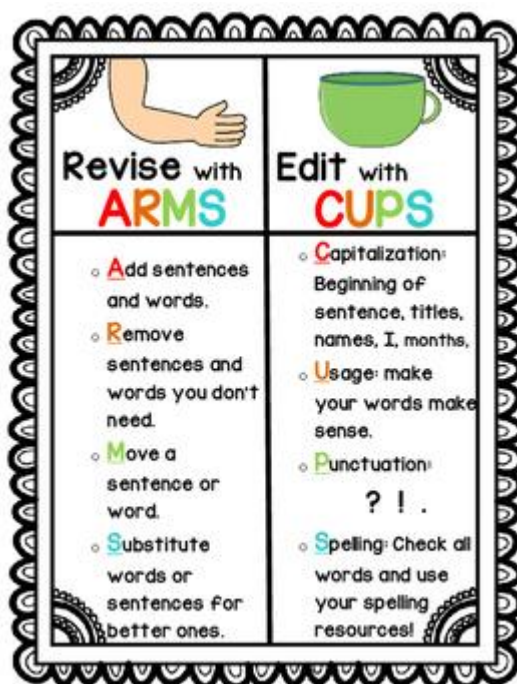 Revise with
ARMS
Add sentences
and words.
Remove
sentences and
words you don't
need.
Move a
sentence or
word.
Substitute
words or
sentences for
better ones.
Edit with
CUPS
Capitalization:
Beginning of
sentence, titles,
names, I, months,
Usage: make
your words make
sense.
Punctuation:
? ! .
Spelling: Check all
words and use
your spelling
resources!